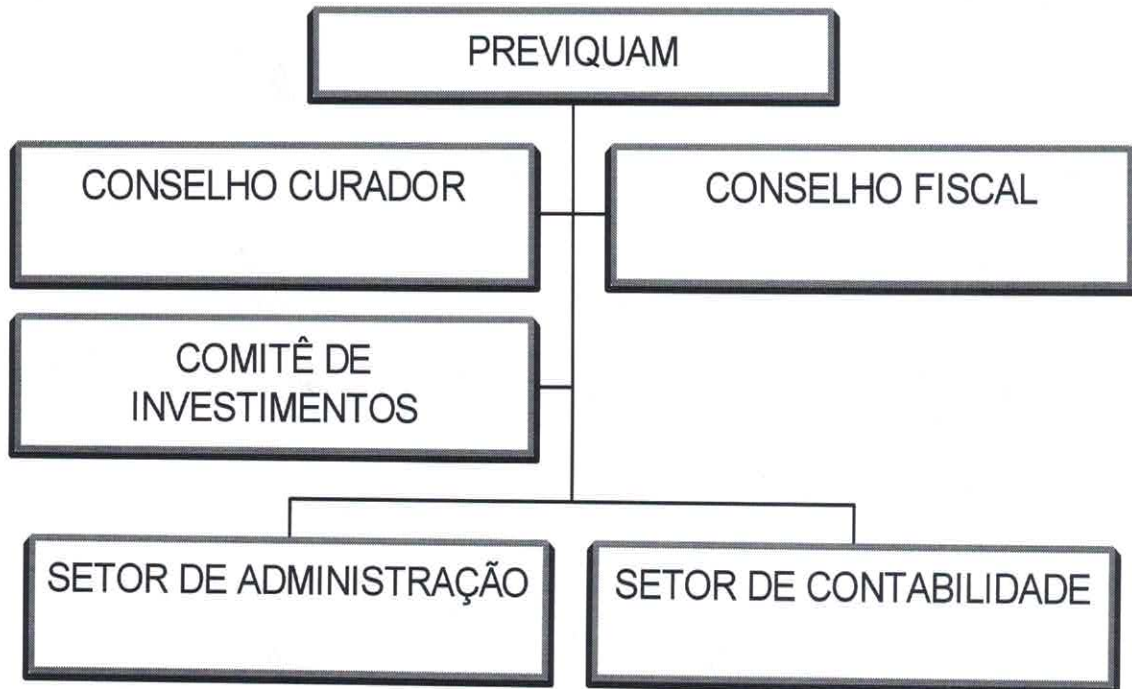 PREVIQUAM
CONSELHO CURADOR
CONSELHO FISCAL
COMITÊ DE
INVESTIMENTOS
SETOR DE ADMINISTRAÇÃO
SETOR DE CONTABILIDADE